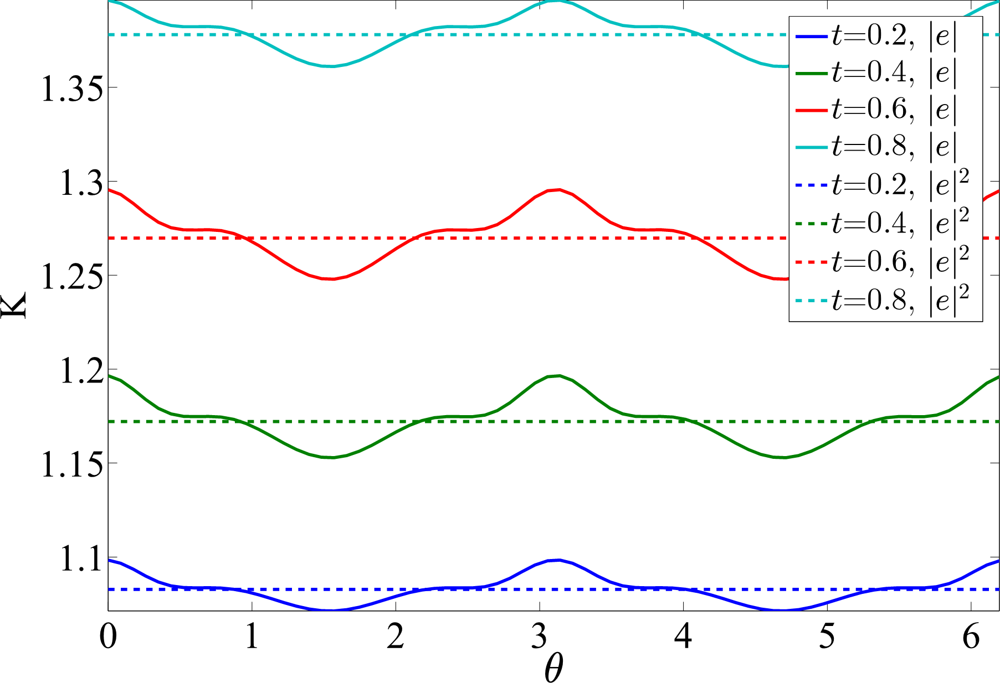 1.35
1.3
1.25
1.2
1.15
1.1
K
0 1 2 3 4 5 6
θ
t=0.2, |e|
t=0.4, |e|
t=0.6, |e|
t=0.8, |e|
t=0.2, |e|²
t=0.4, |e|²
t=0.6, |e|²
t=0.8, |e|²